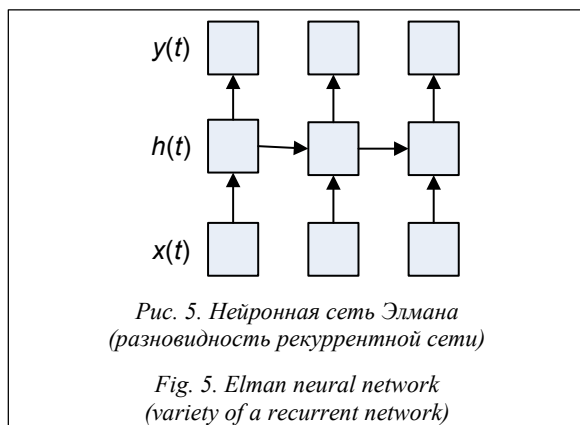 y(t)
h(t)
x(t)
Рис. 5. Нейронная сеть Элмана
(разновидность рекуррентной сети)
Fig. 5. Elman neural network
(variety of a recurrent network)